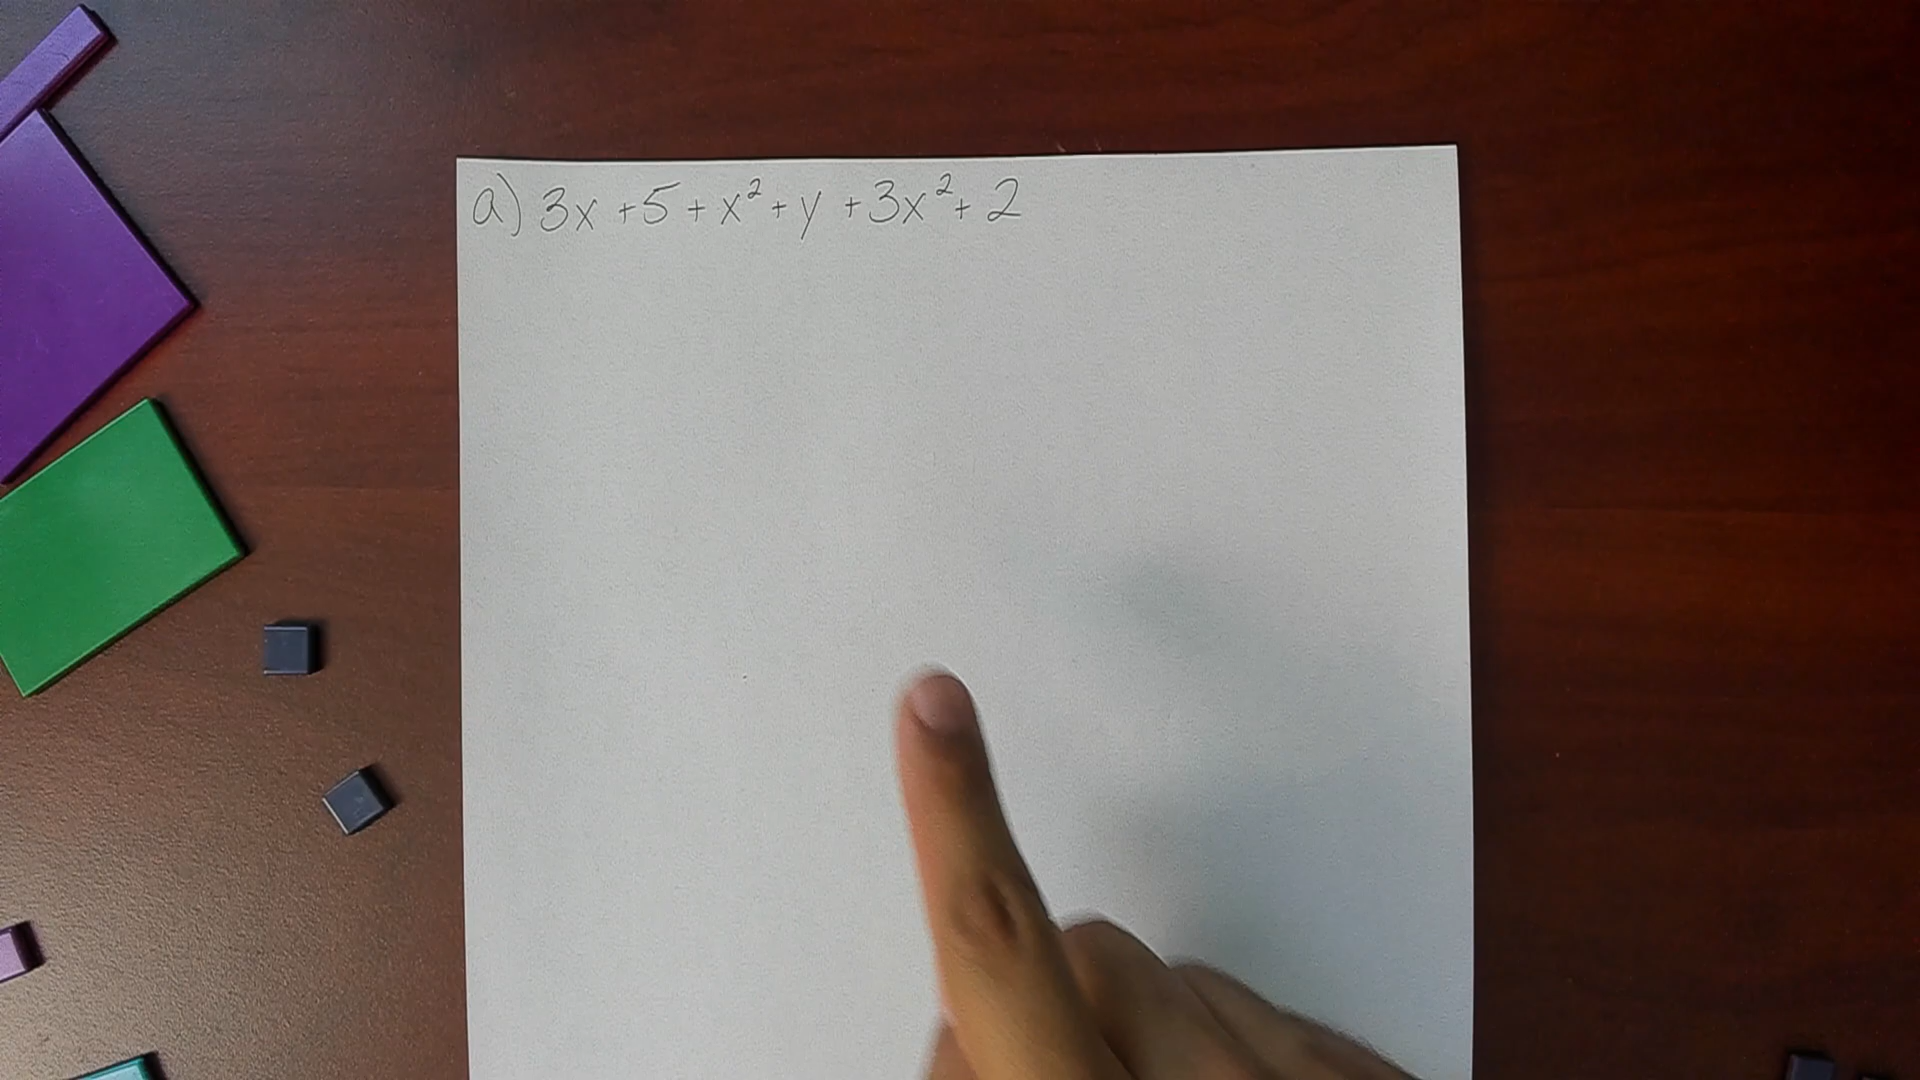 a) 3x + 5 + x² + y + 3x² + 2